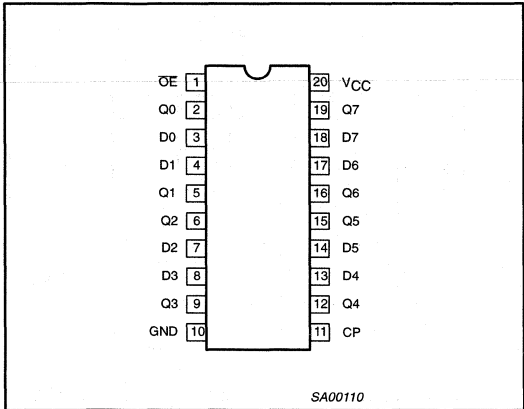 OE 1 20 VCC
Q0 2 19 Q7
D0 3 18 D7
D1 4 17 D6
Q1 5 16 Q6
Q2 6 15 Q5
D2 7 14 D5
D3 8 13 D4
Q3 9 12 Q4
GND 10 11 CP
SA00110